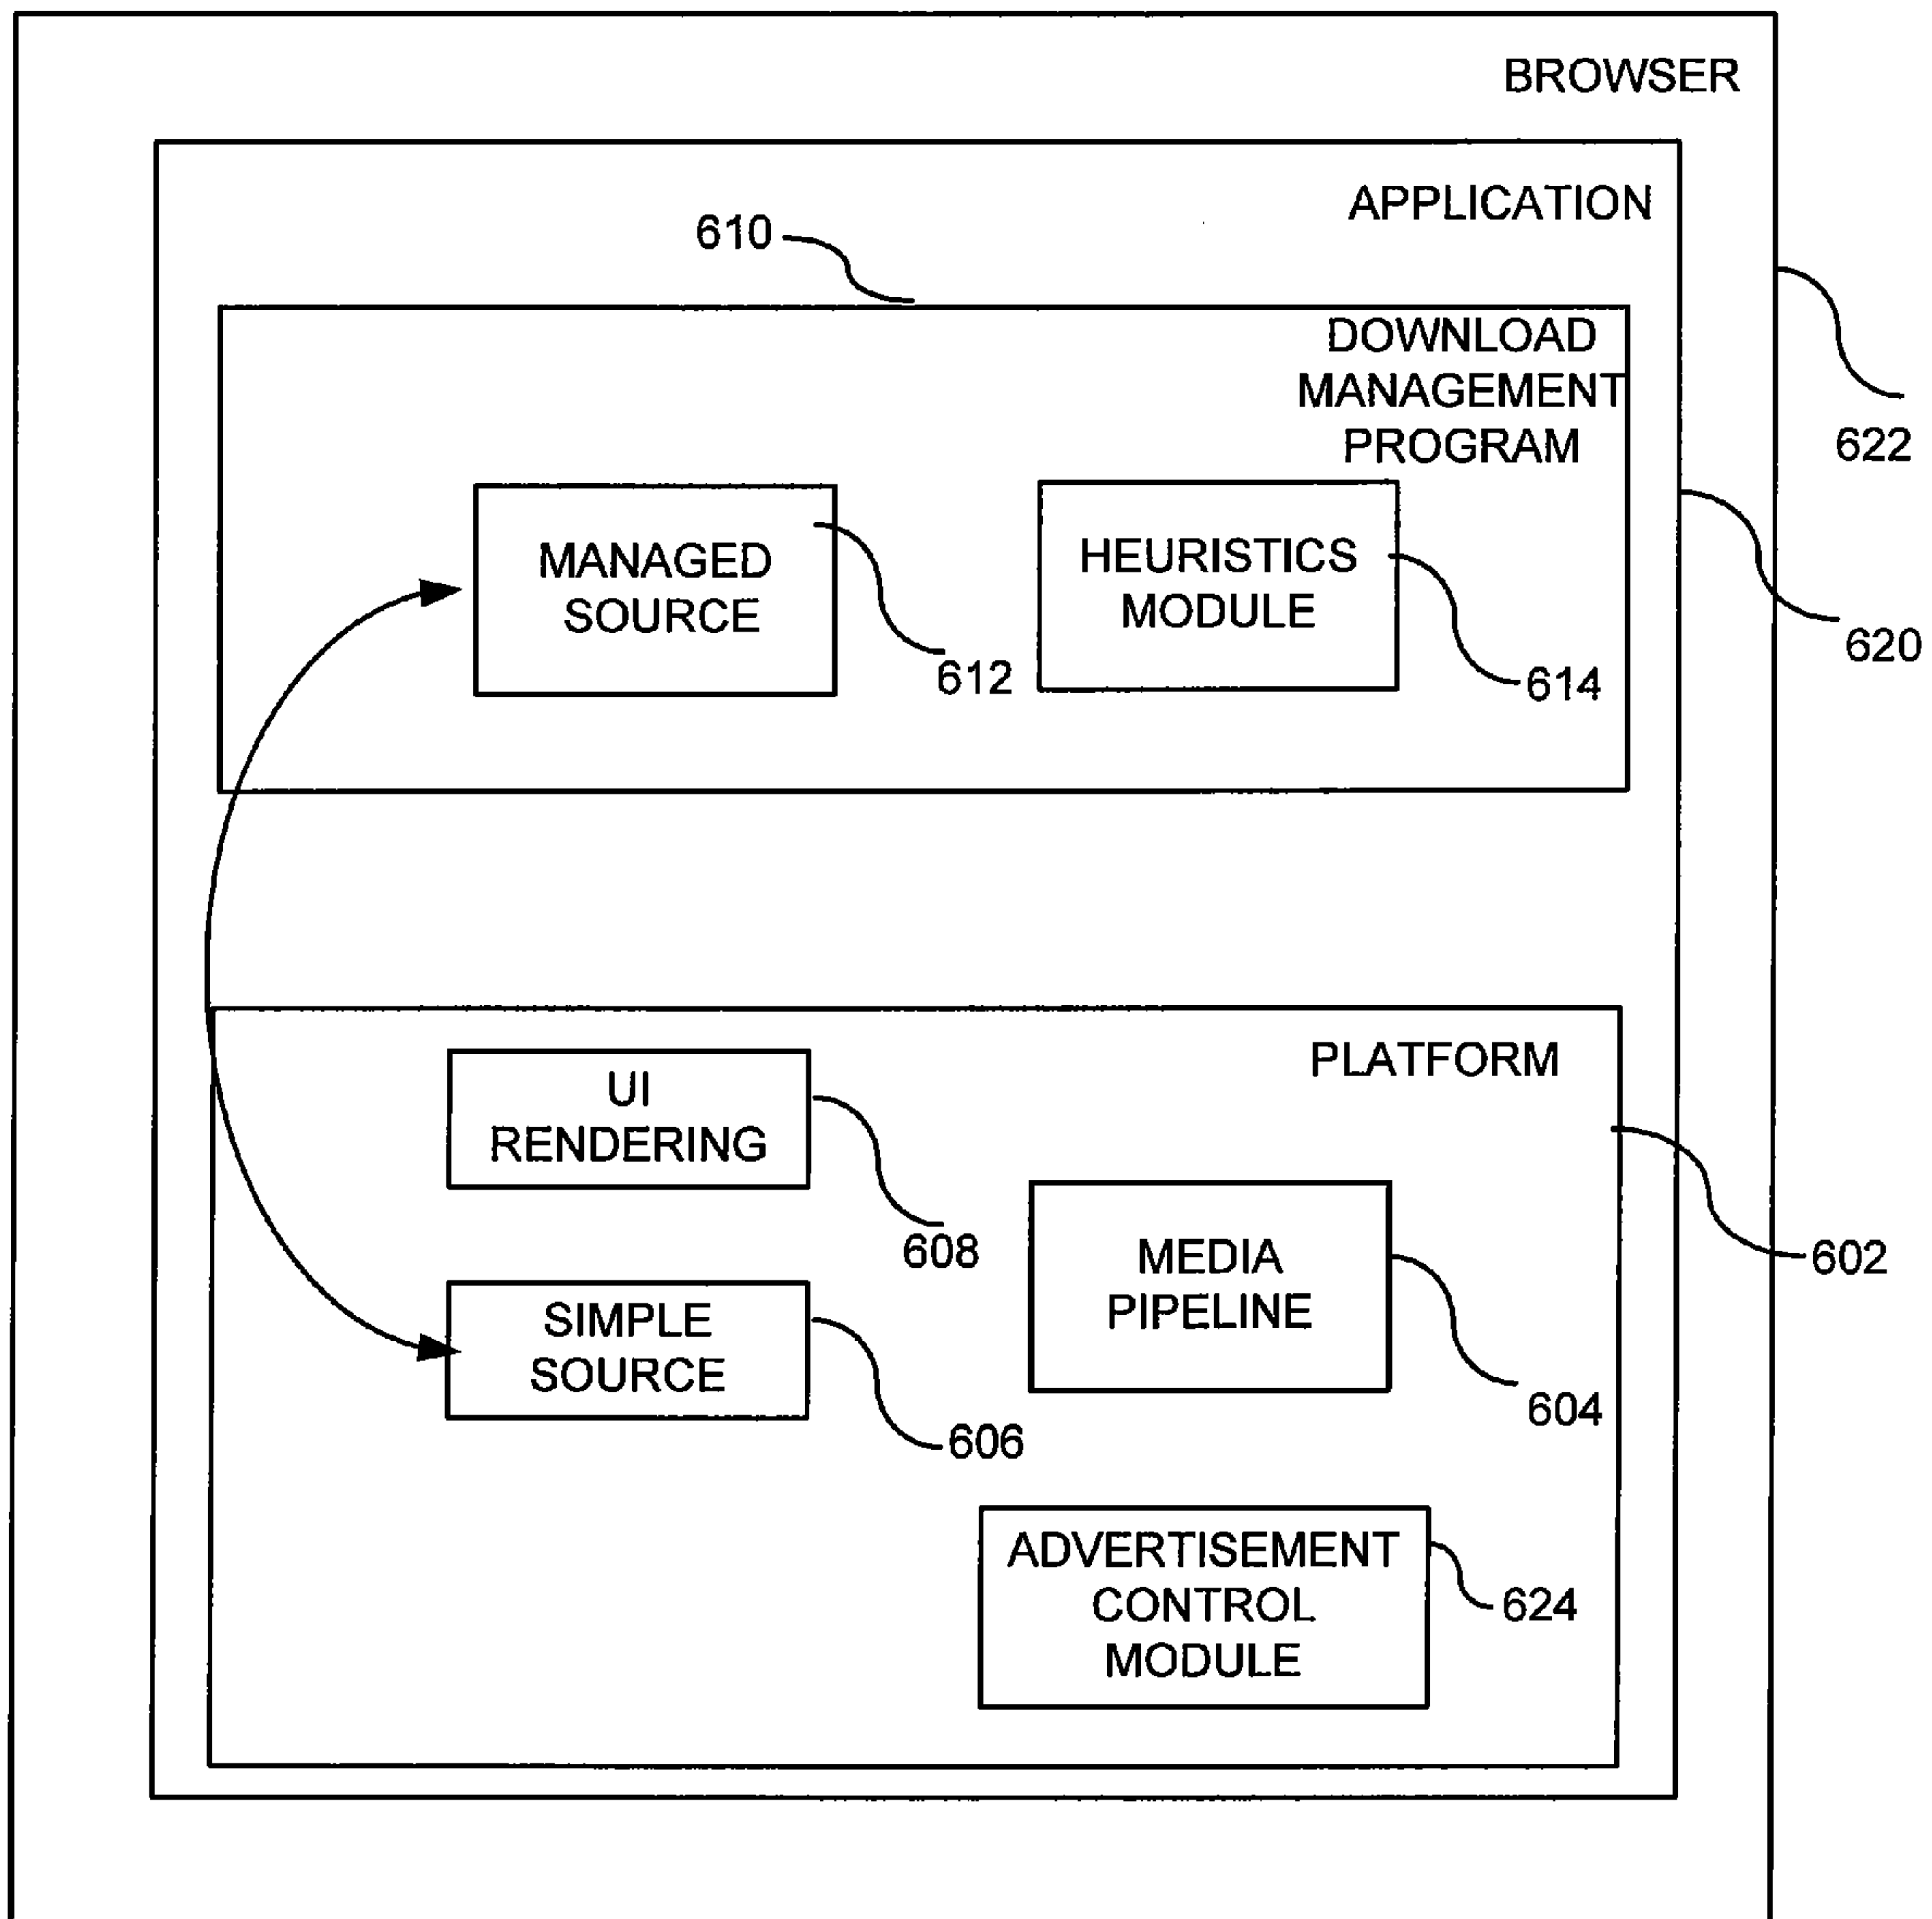 BROWSER
APPLICATION
610
DOWNLOAD
MANAGEMENT
PROGRAM
622
MANAGED
SOURCE
612
HEURISTICS
MODULE
614
620
PLATFORM
UI
RENDERING
608
MEDIA
PIPELINE
602
604
SIMPLE
SOURCE
606
ADVERTISEMENT
CONTROL
MODULE
624